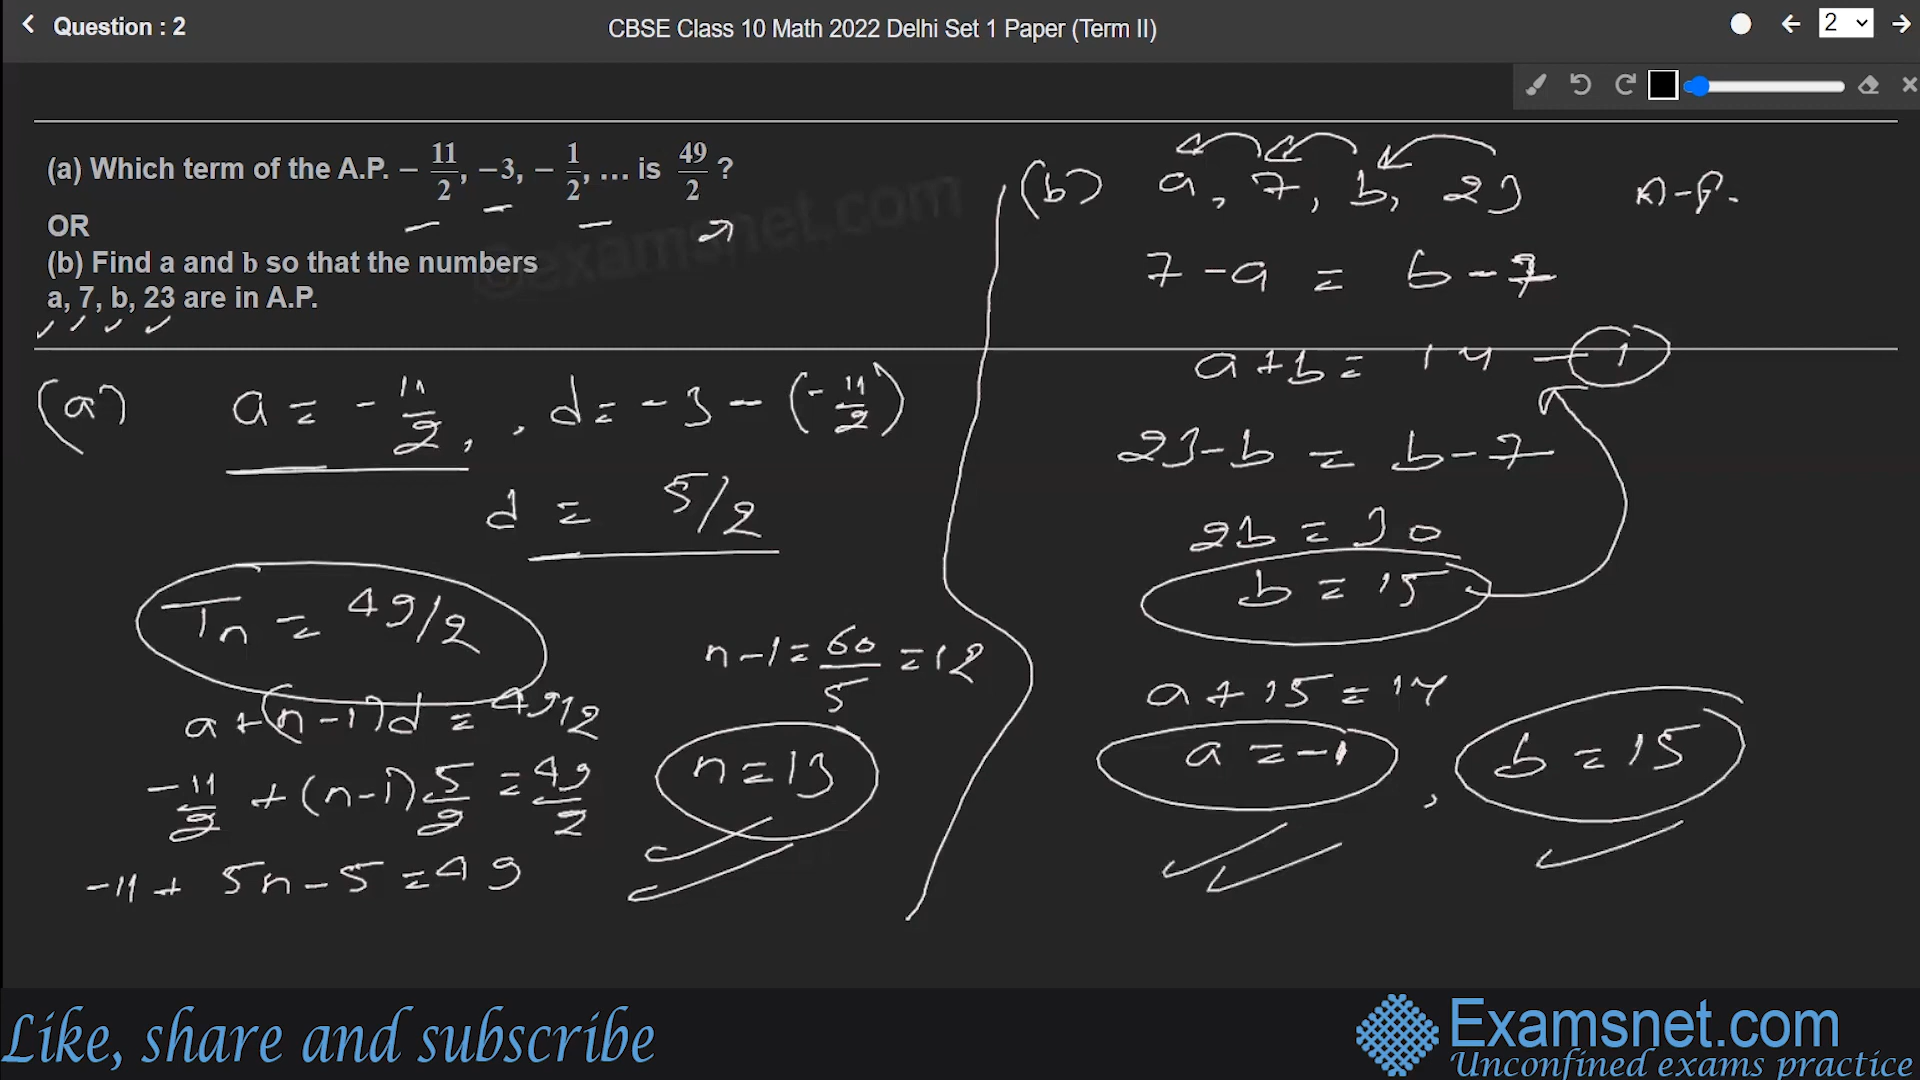 Question : 2
CBSE Class 10 Math 2022 Delhi Set 1 Paper (Term II)
2
(a) Which term of the A.P. − 11/2, −3, − 1/2, ... is 49/2 ?
OR
(b) Find a and b so that the numbers
a, 7, b, 23 are in A.P.
@examsnet.com
(a) a = -11/2, , d = -3 - (-11/2)
d = 5/2
Tn = 49/2
a+(n-1)d = 49/2
-11/2 + (n-1) 5/2 = 49/2
-11 + 5n - 5 = 49
n-1 = 60/5 = 12
n = 13
(b) a, 7, b, 23 A-P.
7 - a = b - 7
a + b = 14 - 1
23 - b = b - 7
2b = 30
b = 15
a + 15 = 14
a = -1 , b = 15
Like, share and subscribe
Examsnet.com
Unconfined exams practice